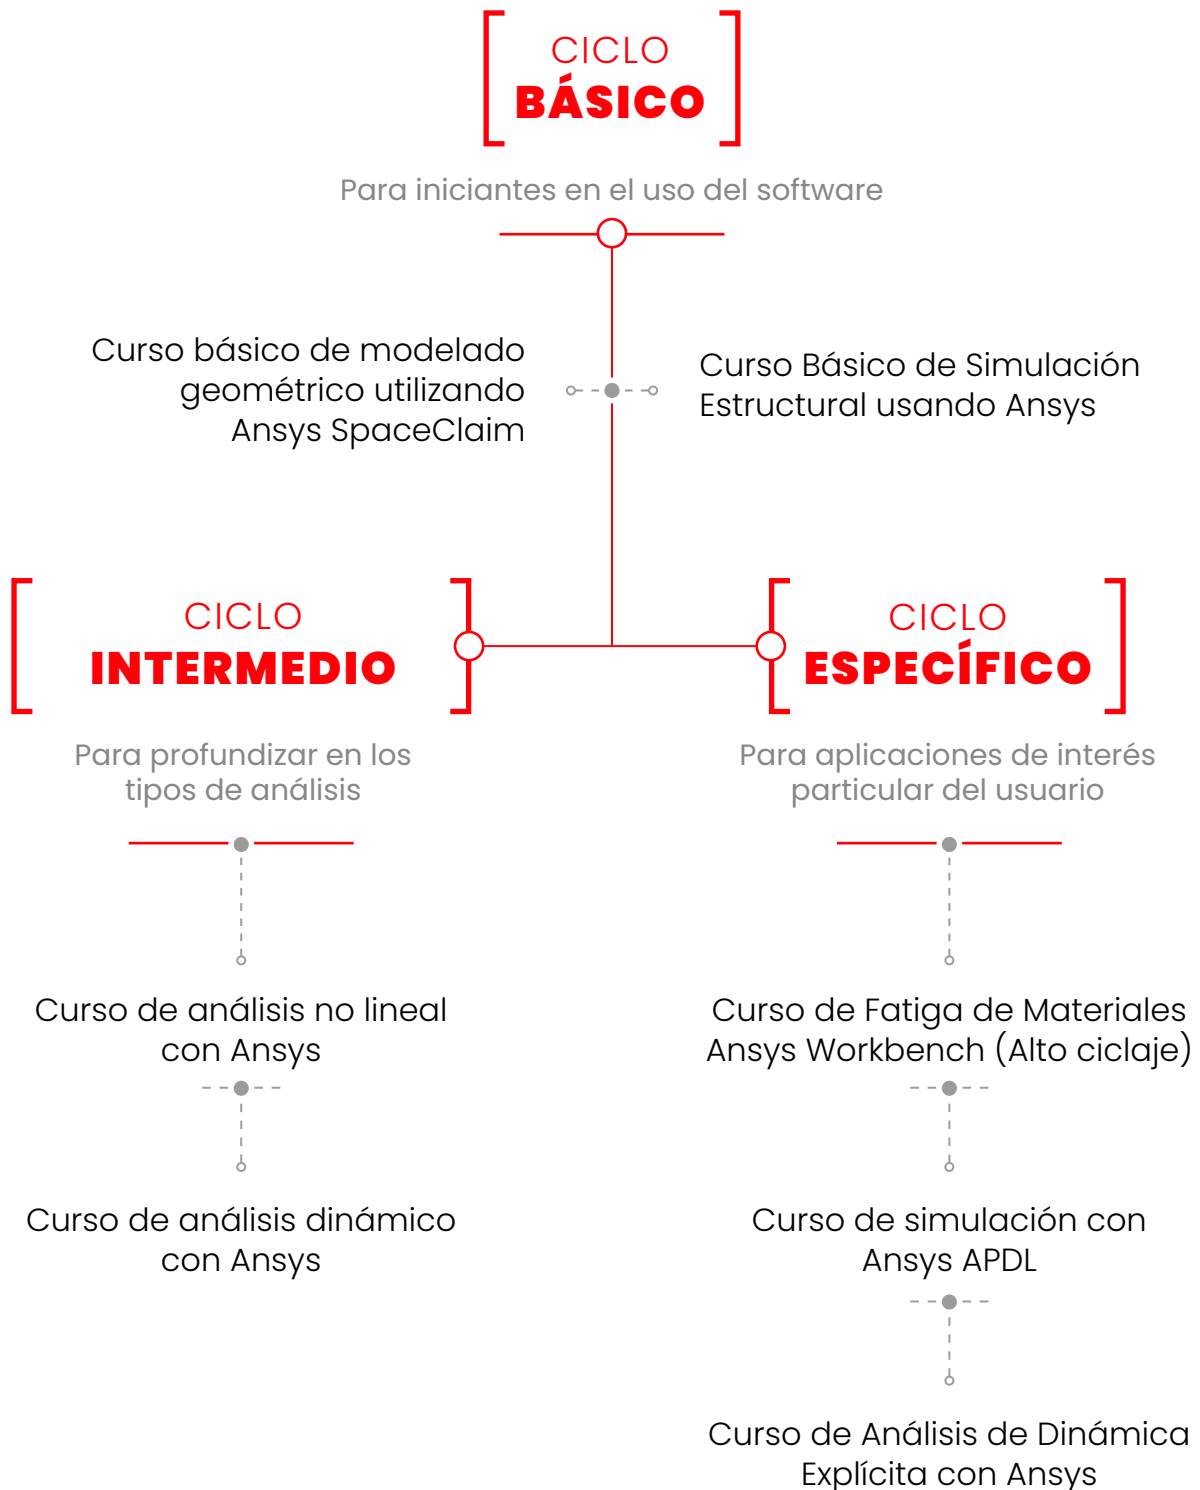 CICLO
BÁSICO
Para iniciantes en el uso del software
Curso básico de modelado
geométrico utilizando
Ansys SpaceClaim
Curso Básico de Simulación
Estructural usando Ansys
CICLO
INTERMEDIO
Para profundizar en los
tipos de análisis
Curso de análisis no lineal
con Ansys
Curso de análisis dinámico
con Ansys
CICLO
ESPECÍFICO
Para aplicaciones de interés
particular del usuario
Curso de Fatiga de Materiales
Ansys Workbench (Alto ciclaje)
Curso de simulación con
Ansys APDL
Curso de Análisis de Dinámica
Explícita con Ansys